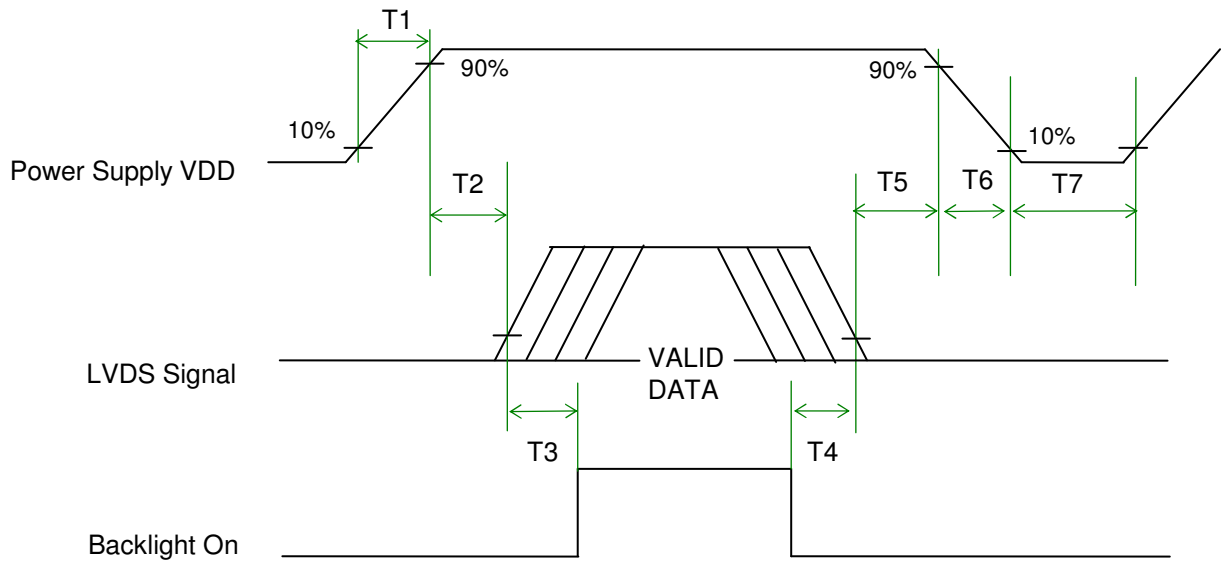 T1
90%
90%
10%
10%
Power Supply VDD
T2
T5
T6
T7
VALID
DATA
LVDS Signal
T3
T4
Backlight On